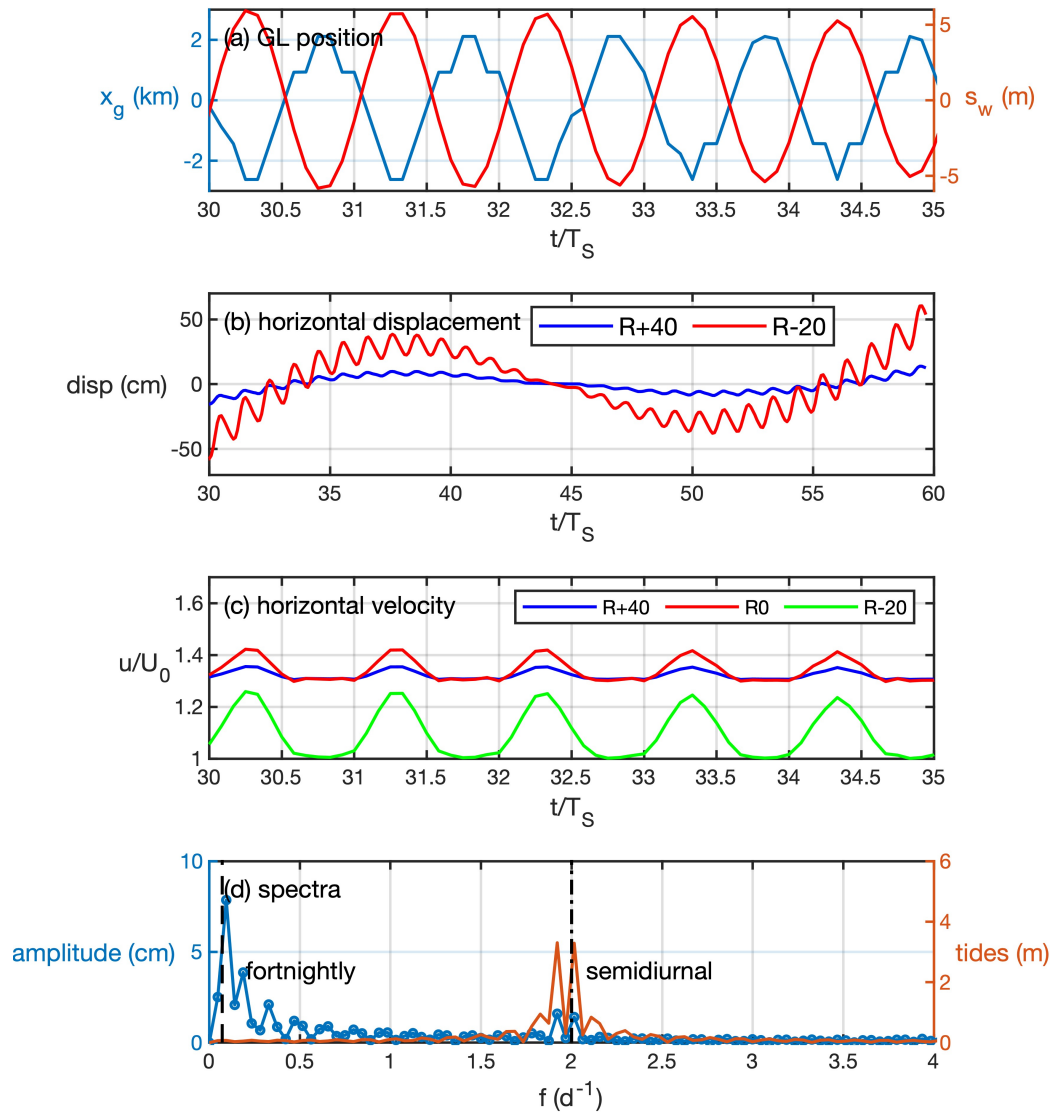 (a) GL position
x_g (km)
s_w (m)
2
0
-2
5
0
-5
30 30.5 31 31.5 32 32.5 33 33.5 34 34.5 35
t/T_S
(b) horizontal displacement
R+40 R-20
disp (cm)
50
0
-50
30 35 40 45 50 55 60
t/T_S
(c) horizontal velocity
R+40 R0 R-20
u/U_0
1.6
1.4
1.2
1
30 30.5 31 31.5 32 32.5 33 33.5 34 34.5 35
t/T_S
(d) spectra
amplitude (cm)
tides (m)
fortnightly
semidiurnal
10
5
0
6
4
2
0
0 0.5 1 1.5 2 2.5 3 3.5 4
f (d^-1)